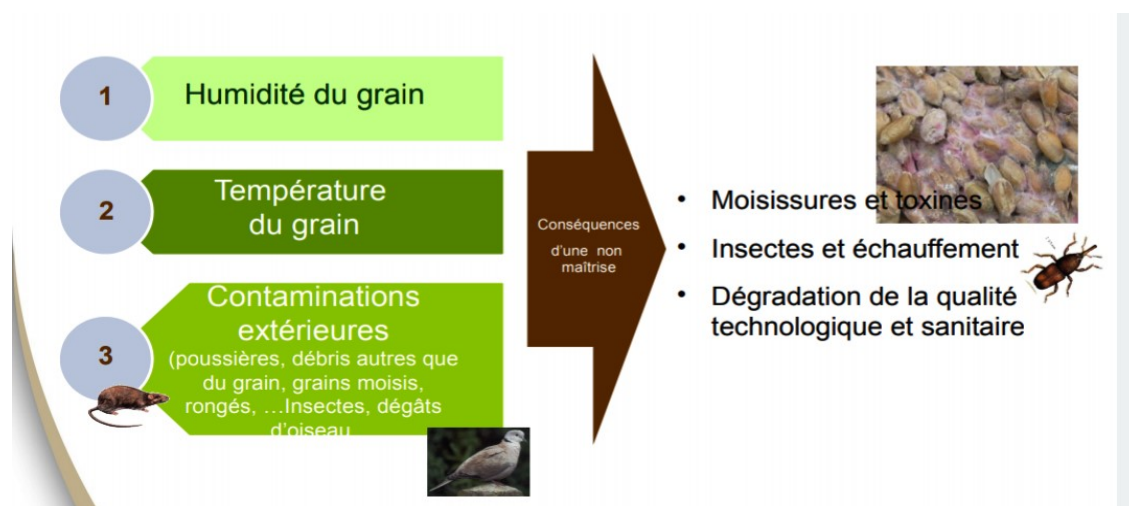 1
Humidité du grain
2
Température
du grain
3
Contaminations
extérieures
(poussières, débris autres que
du grain, grains moisis,
rongés, ...Insectes, dégâts
d'oiseau
Conséquences
d'une non
maîtrise
• Moisissures et toxines
• Insectes et échauffement
• Dégradation de la qualité
technologique et sanitaire